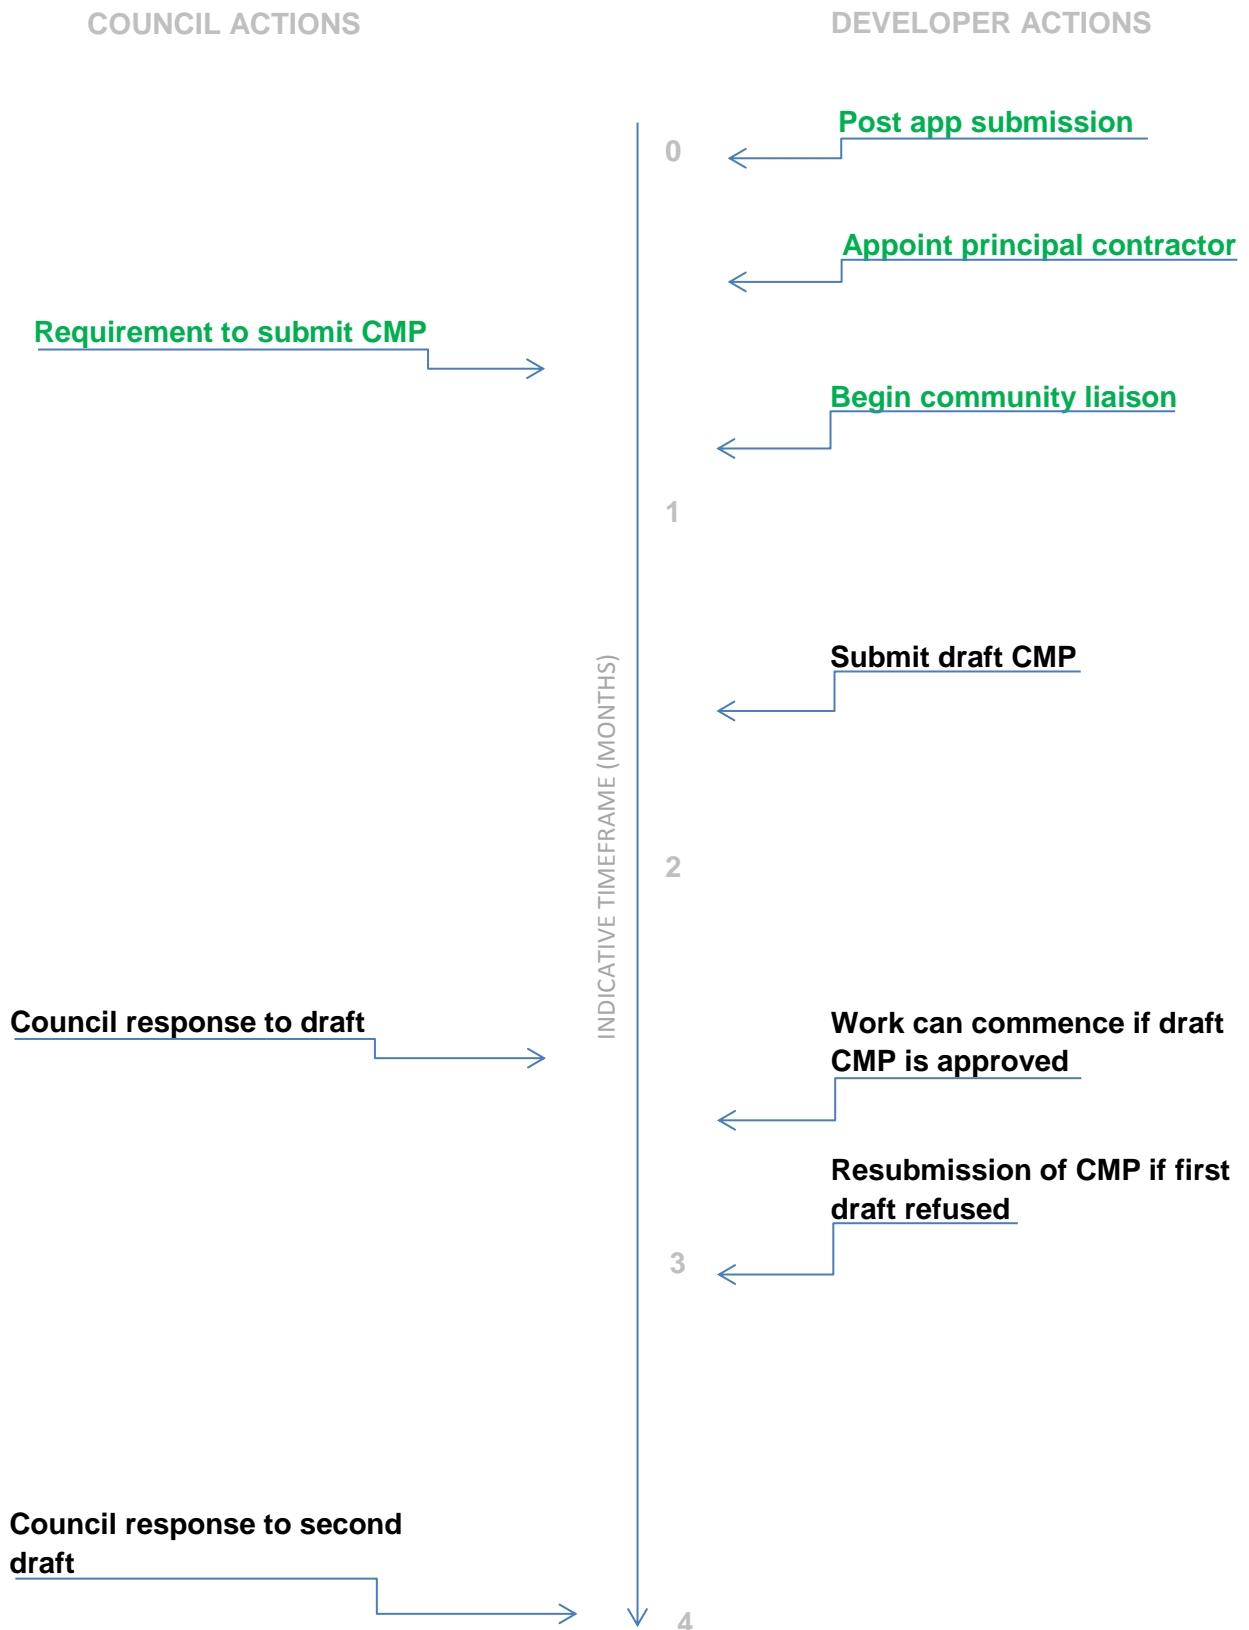 COUNCIL ACTIONS
DEVELOPER ACTIONS
Post app submission
0
Appoint principal contractor
Requirement to submit CMP
Begin community liaison
1
Submit draft CMP
INDICATIVE TIMEFRAME (MONTHS)
2
Council response to draft
Work can commence if draft
CMP is approved
Resubmission of CMP if first
draft refused
3
Council response to second
draft
4